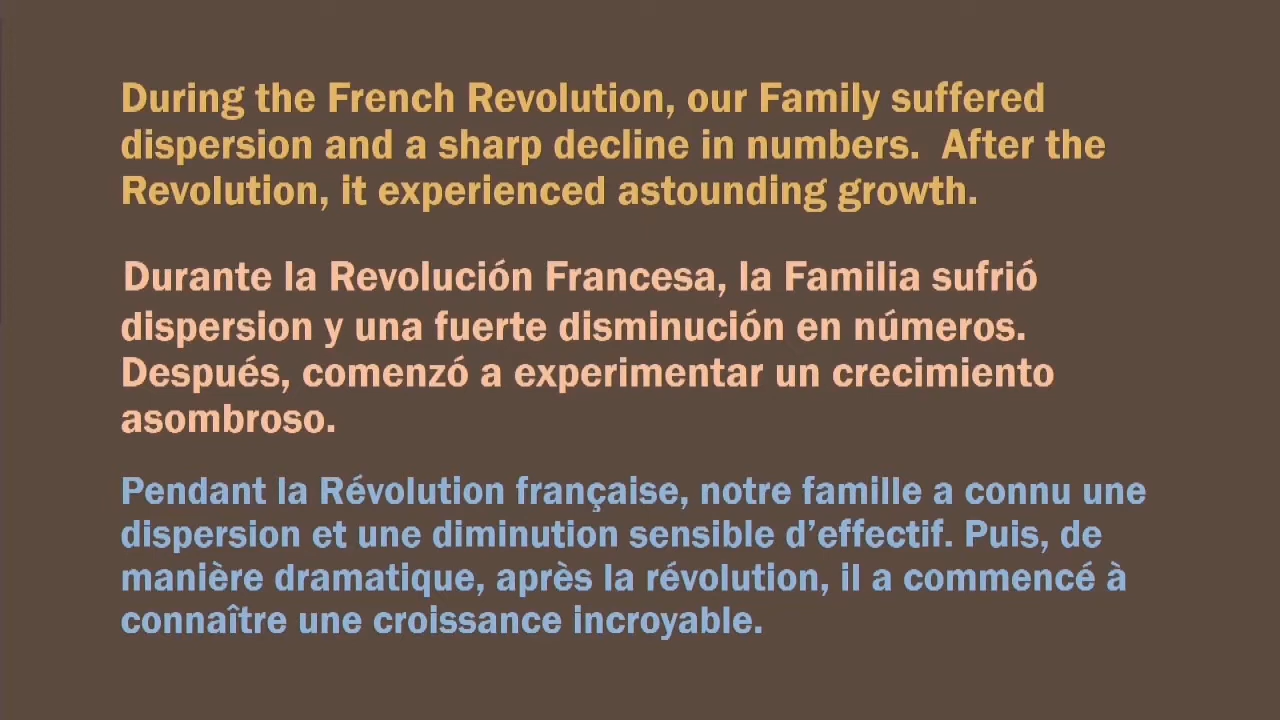 During the French Revolution, our Family suffered
dispersion and a sharp decline in numbers.  After the
Revolution, it experienced astounding growth.
Durante la Revolución Francesa, la Familia sufrió
dispersion y una fuerte disminución en números.
Después, comenzó a experimentar un crecimiento
asombroso.
Pendant la Révolution française, notre famille a connu une
dispersion et une diminution sensible d’effectif. Puis, de
manière dramatique, après la révolution, il a commencé à
connaître une croissance incroyable.